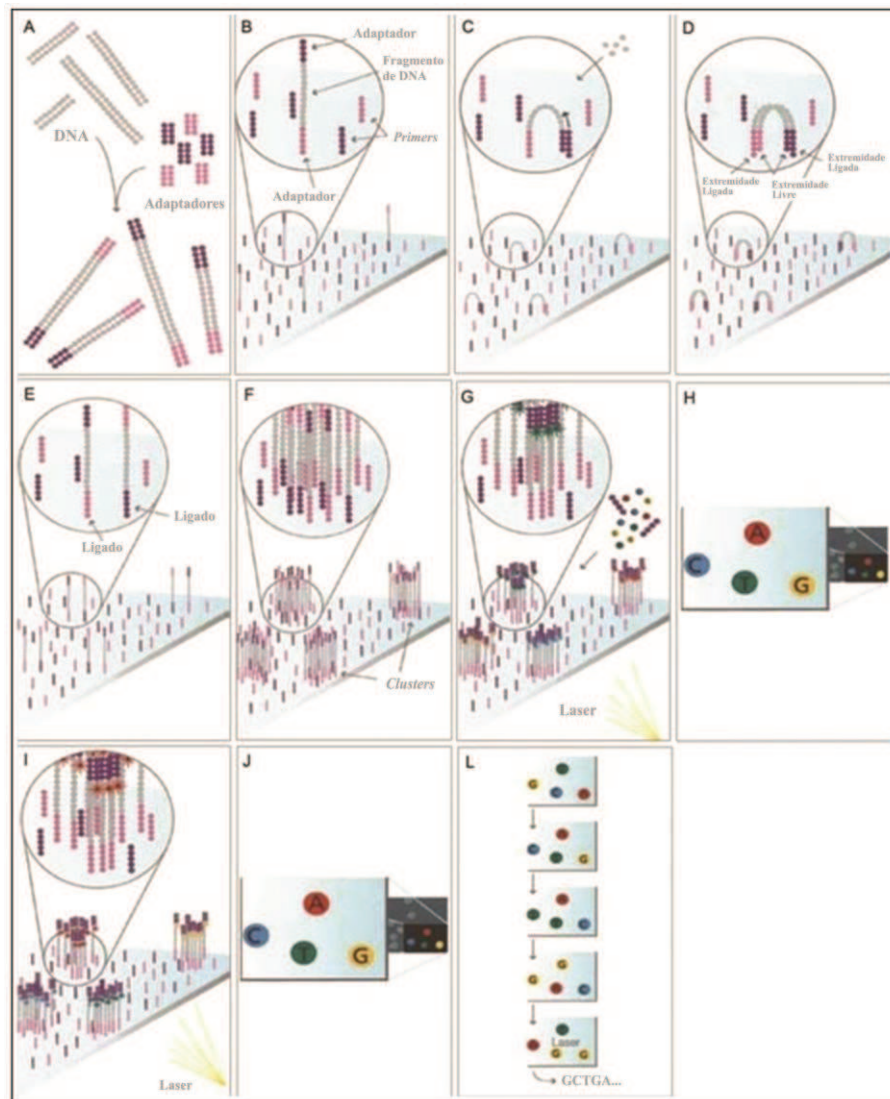 A
DNA
Adaptadores
B
Adaptador
Fragmento
de DNA
Primers
Adaptador
C
D
Extremidade
Ligada
Extremidade
Ligada
Extremidade
Livre
E
Ligado
Ligado
F
Clusters
G
Laser
H
A
C
T
G
I
Laser
J
A
C
T
G
L
G
C
G
G
C
G
G
C
Laser
G
G
GCTGA...